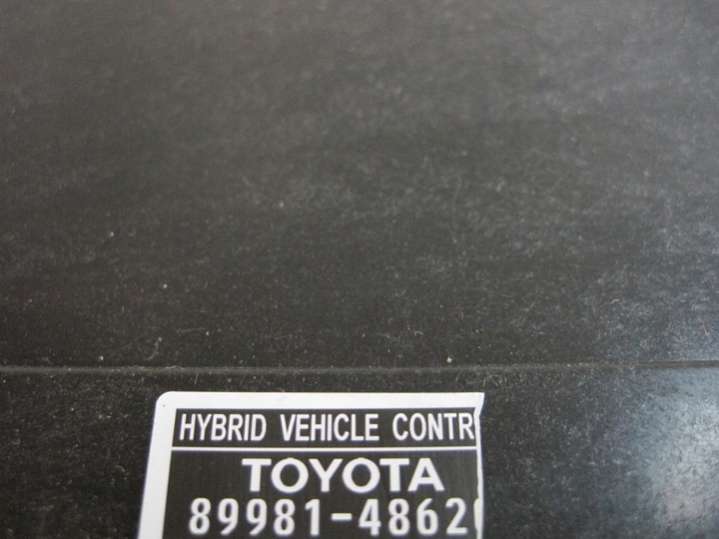 HYBRID VEHICLE CONTR
TOYOTA
89981-4862